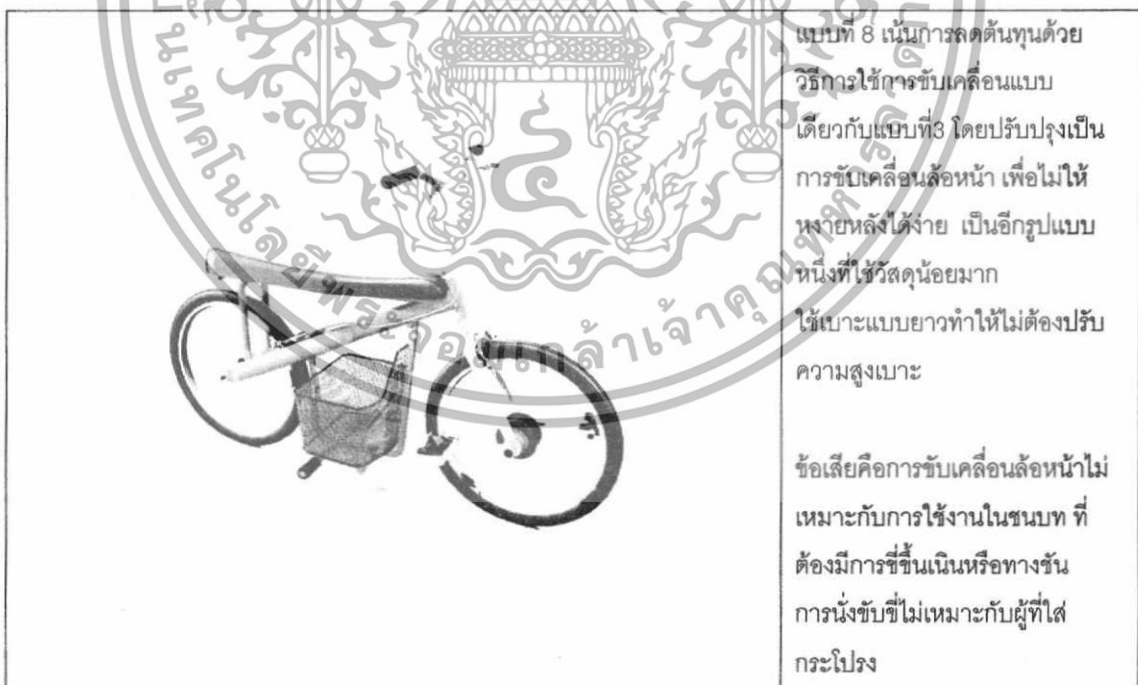 แบบที่ 8 เน้นการลดต้นทุนด้วย
วิธีการใช้การขับเคลื่อนแบบ
เดียวกับแบบที่3 โดยปรับปรุงเป็น
การขับเคลื่อนล้อหน้า เพื่อไม่ให้
หงายหลังได้ง่าย เป็นอีกรูปแบบ
หนึ่งที่ใช้วัสดุน้อยมาก
ใช้เบาะแบบยาวทำให้ไม่ต้องปรับ
ความสูงเบาะ
ข้อเสียคือการขับเคลื่อนล้อหน้าไม่
เหมาะกับการใช้งานในชนบท ที่
ต้องมีการขี่ขึ้นเนินหรือทางชัน
การนั่งขับขี่ไม่เหมาะกับผู้ที่ใส่
กระโปรง